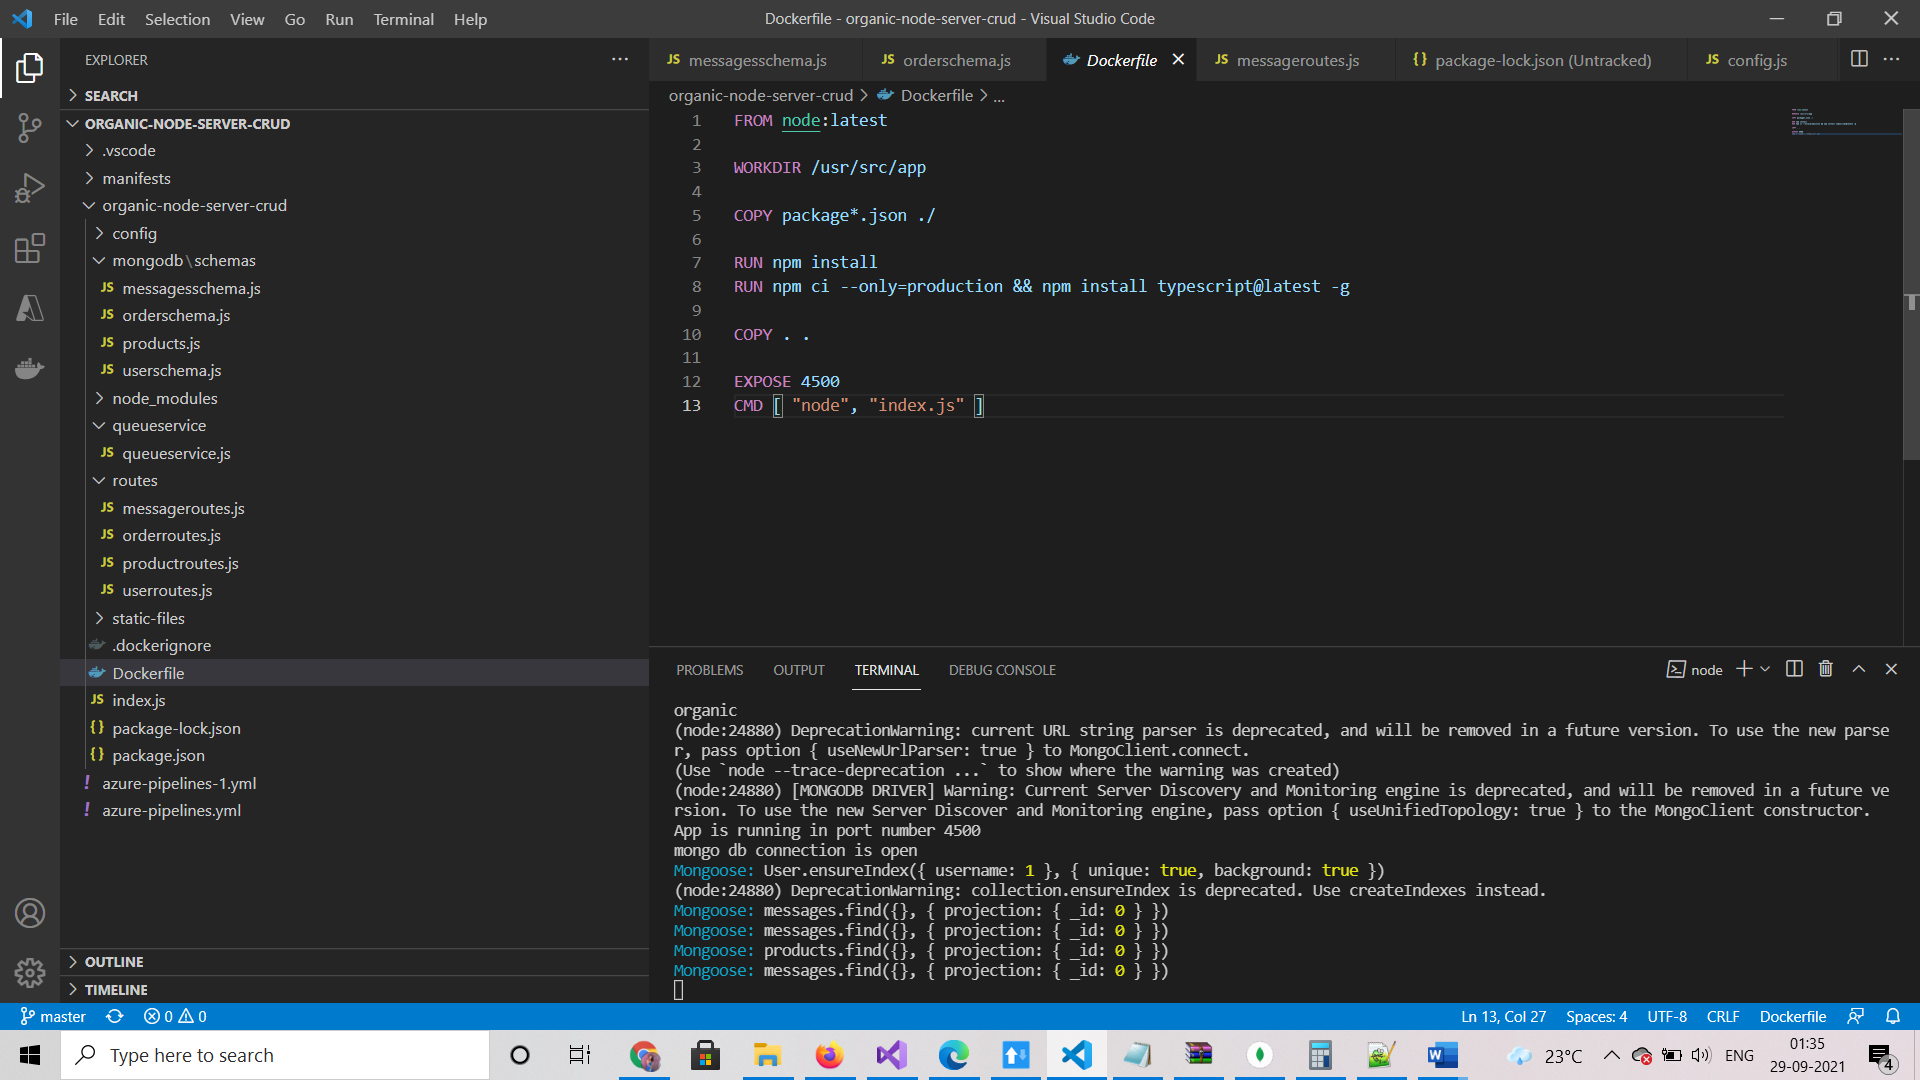 File Edit Selection View Go Run Terminal Help
Dockerfile - organic-node-server-crud - Visual Studio Code
EXPLORER
SEARCH
ORGANIC-NODE-SERVER-CRUD
.vscode
manifests
organic-node-server-crud
config
mongodb\schemas
JS messagesschema.js
JS orderschema.js
JS products.js
JS userschema.js
node_modules
queueservice
JS queueservice.js
routes
JS messageroutes.js
JS orderroutes.js
JS productroutes.js
JS userroutes.js
static-files
.dockerignore
Dockerfile
JS index.js
{} package-lock.json
{} package.json
! azure-pipelines-1.yml
! azure-pipelines.yml
OUTLINE
TIMELINE
JS messagesschema.js JS orderschema.js Dockerfile JS messageroutes.js {} package-lock.json (Untracked) JS config.js
organic-node-server-crud > Dockerfile > ...
1 FROM node:latest
2
3 WORKDIR /usr/src/app
4
5 COPY package*.json ./
6
7 RUN npm install
8 RUN npm ci --only=production && npm install typescript@latest -g
9
10 COPY . .
11
12 EXPOSE 4500
13 CMD [ "node", "index.js" ]
PROBLEMS OUTPUT TERMINAL DEBUG CONSOLE
node
organic
(node:24880) DeprecationWarning: current URL string parser is deprecated, and will be removed in a future version. To use the new parse
r, pass option { useNewUrlParser: true } to MongoClient.connect.
(Use `node --trace-deprecation ...` to show where the warning was created)
(node:24880) [MONGODB DRIVER] Warning: Current Server Discovery and Monitoring engine is deprecated, and will be removed in a future ve
rsion. To use the new Server Discover and Monitoring engine, pass option { useUnifiedTopology: true } to the MongoClient constructor.
App is running in port number 4500
mongo db connection is open
Mongoose: User.ensureIndex({ username: 1 }, { unique: true, background: true })
(node:24880) DeprecationWarning: collection.ensureIndex is deprecated. Use createIndexes instead.
Mongoose: messages.find({}, { projection: { _id: 0 } })
Mongoose: messages.find({}, { projection: { _id: 0 } })
Mongoose: products.find({}, { projection: { _id: 0 } })
Mongoose: messages.find({}, { projection: { _id: 0 } })
master 0 0
Ln 13, Col 27 Spaces: 4 UTF-8 CRLF Dockerfile
Type here to search
23°C ENG
01:35
29-09-2021
4